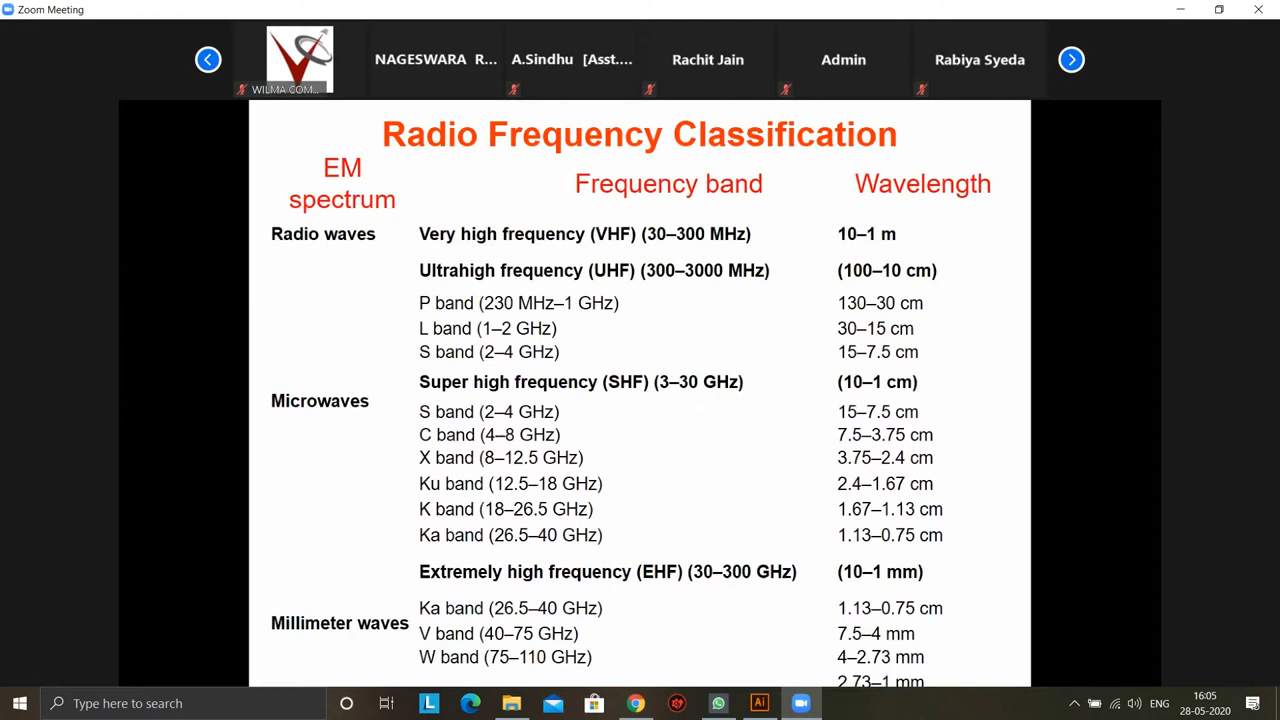 Zoom Meeting
WILMA COM...
NAGESWARA R...
A.Sindhu [Asst....
Rachit Jain
Admin
Rabiya Syeda
Radio Frequency Classification
EM
spectrum
Frequency band
Wavelength
Radio waves Very high frequency (VHF) (30–300 MHz) 10–1 m
Ultrahigh frequency (UHF) (300–3000 MHz) (100–10 cm)
P band (230 MHz–1 GHz) 130–30 cm
L band (1–2 GHz) 30–15 cm
S band (2–4 GHz) 15–7.5 cm
Super high frequency (SHF) (3–30 GHz) (10–1 cm)
Microwaves
S band (2–4 GHz) 15–7.5 cm
C band (4–8 GHz) 7.5–3.75 cm
X band (8–12.5 GHz) 3.75–2.4 cm
Ku band (12.5–18 GHz) 2.4–1.67 cm
K band (18–26.5 GHz) 1.67–1.13 cm
Ka band (26.5–40 GHz) 1.13–0.75 cm
Extremely high frequency (EHF) (30–300 GHz) (10–1 mm)
Ka band (26.5–40 GHz) 1.13–0.75 cm
Millimeter waves
V band (40–75 GHz) 7.5–4 mm
W band (75–110 GHz) 4–2.73 mm
2.73–1 mm
Type here to search
L
Ai
ENG
16:05
28-05-2020